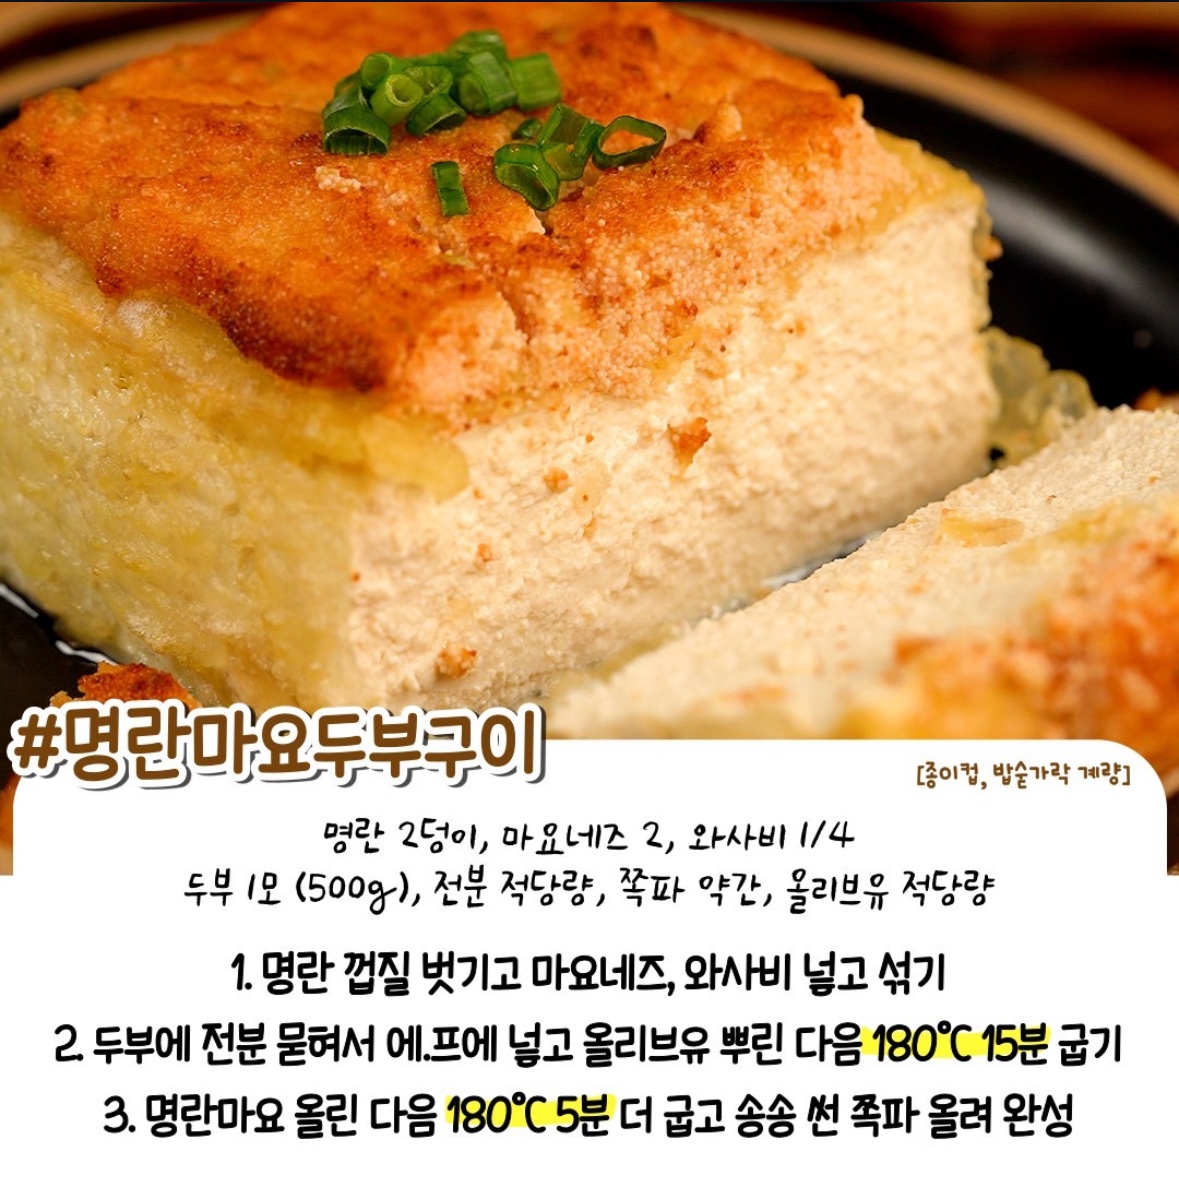 #명란마요두부구이
[종이컵, 밥숟가락 계량]
명란 2덩이, 마요네즈 2, 와사비 1/4
두부 1모 (500g), 전분 적당량, 쪽파 약간, 올리브유 적당량
1. 명란 껍질 벗기고 마요네즈, 와사비 넣고 섞기
2. 두부에 전분 묻혀서 에.프에 넣고 올리브유 뿌린 다음 180℃ 15분 굽기
3. 명란마요 올린 다음 180℃ 5분 더 굽고 송송 썬 쪽파 올려 완성